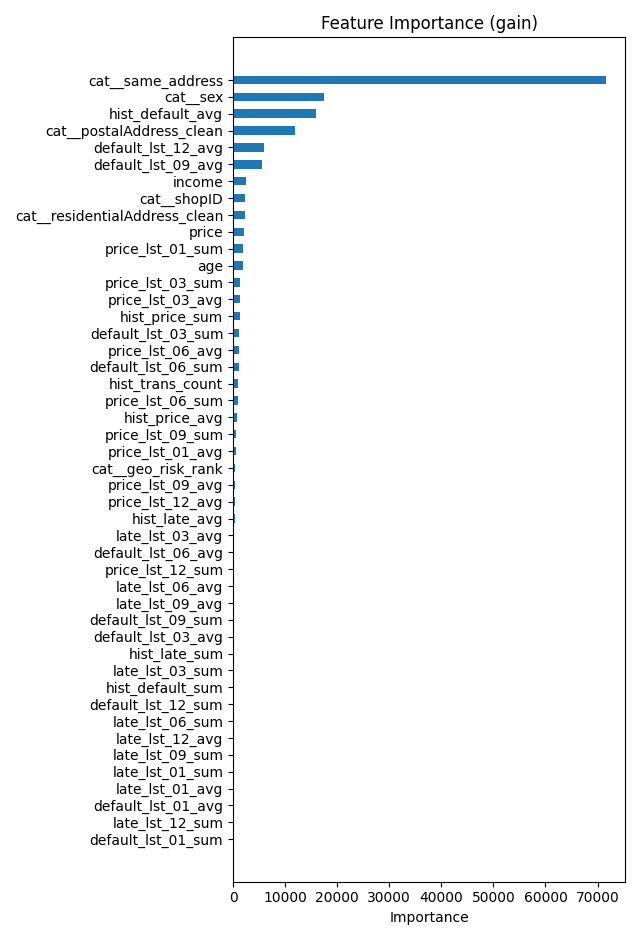 Feature Importance (gain)
cat__same_address
cat__sex
hist_default_avg
cat__postalAddress_clean
default_lst_12_avg
default_lst_09_avg
income
cat__shopID
cat__residentialAddress_clean
price
price_lst_01_sum
age
price_lst_03_sum
price_lst_03_avg
hist_price_sum
default_lst_03_sum
price_lst_06_avg
default_lst_06_sum
hist_trans_count
price_lst_06_sum
hist_price_avg
price_lst_09_sum
price_lst_01_avg
cat__geo_risk_rank
price_lst_09_avg
price_lst_12_avg
hist_late_avg
late_lst_03_avg
default_lst_06_avg
price_lst_12_sum
late_lst_06_avg
late_lst_09_avg
default_lst_09_sum
default_lst_03_avg
hist_late_sum
late_lst_03_sum
hist_default_sum
default_lst_12_sum
late_lst_06_sum
late_lst_12_avg
late_lst_09_sum
late_lst_01_sum
late_lst_01_avg
default_lst_01_avg
late_lst_12_sum
default_lst_01_sum
0 10000 20000 30000 40000 50000 60000 70000
Importance